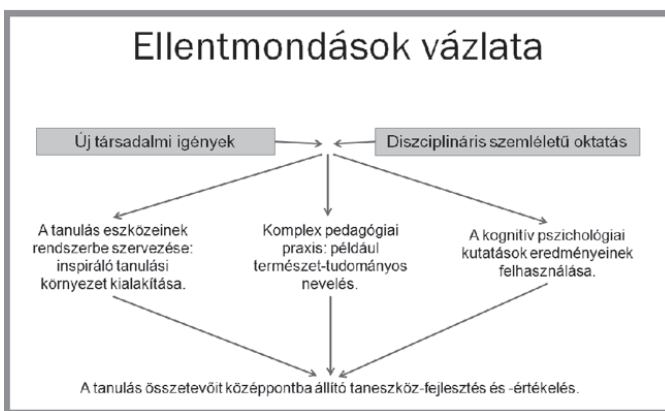 Ellentmondások vázlata
Új társadalmi igények
Diszciplináris szemléletű oktatás
A tanulás eszközeinek
rendszerbe szervezése:
inspiráló tanulási
környezet kialakítása.
Komplex pedagógiai
praxis: például
természet-tudományos
nevelés.
A kognitív pszichológiai
kutatások eredményeinek
felhasználása.
A tanulás összetevőit középpontba állító taneszköz-fejlesztés és -értékelés.